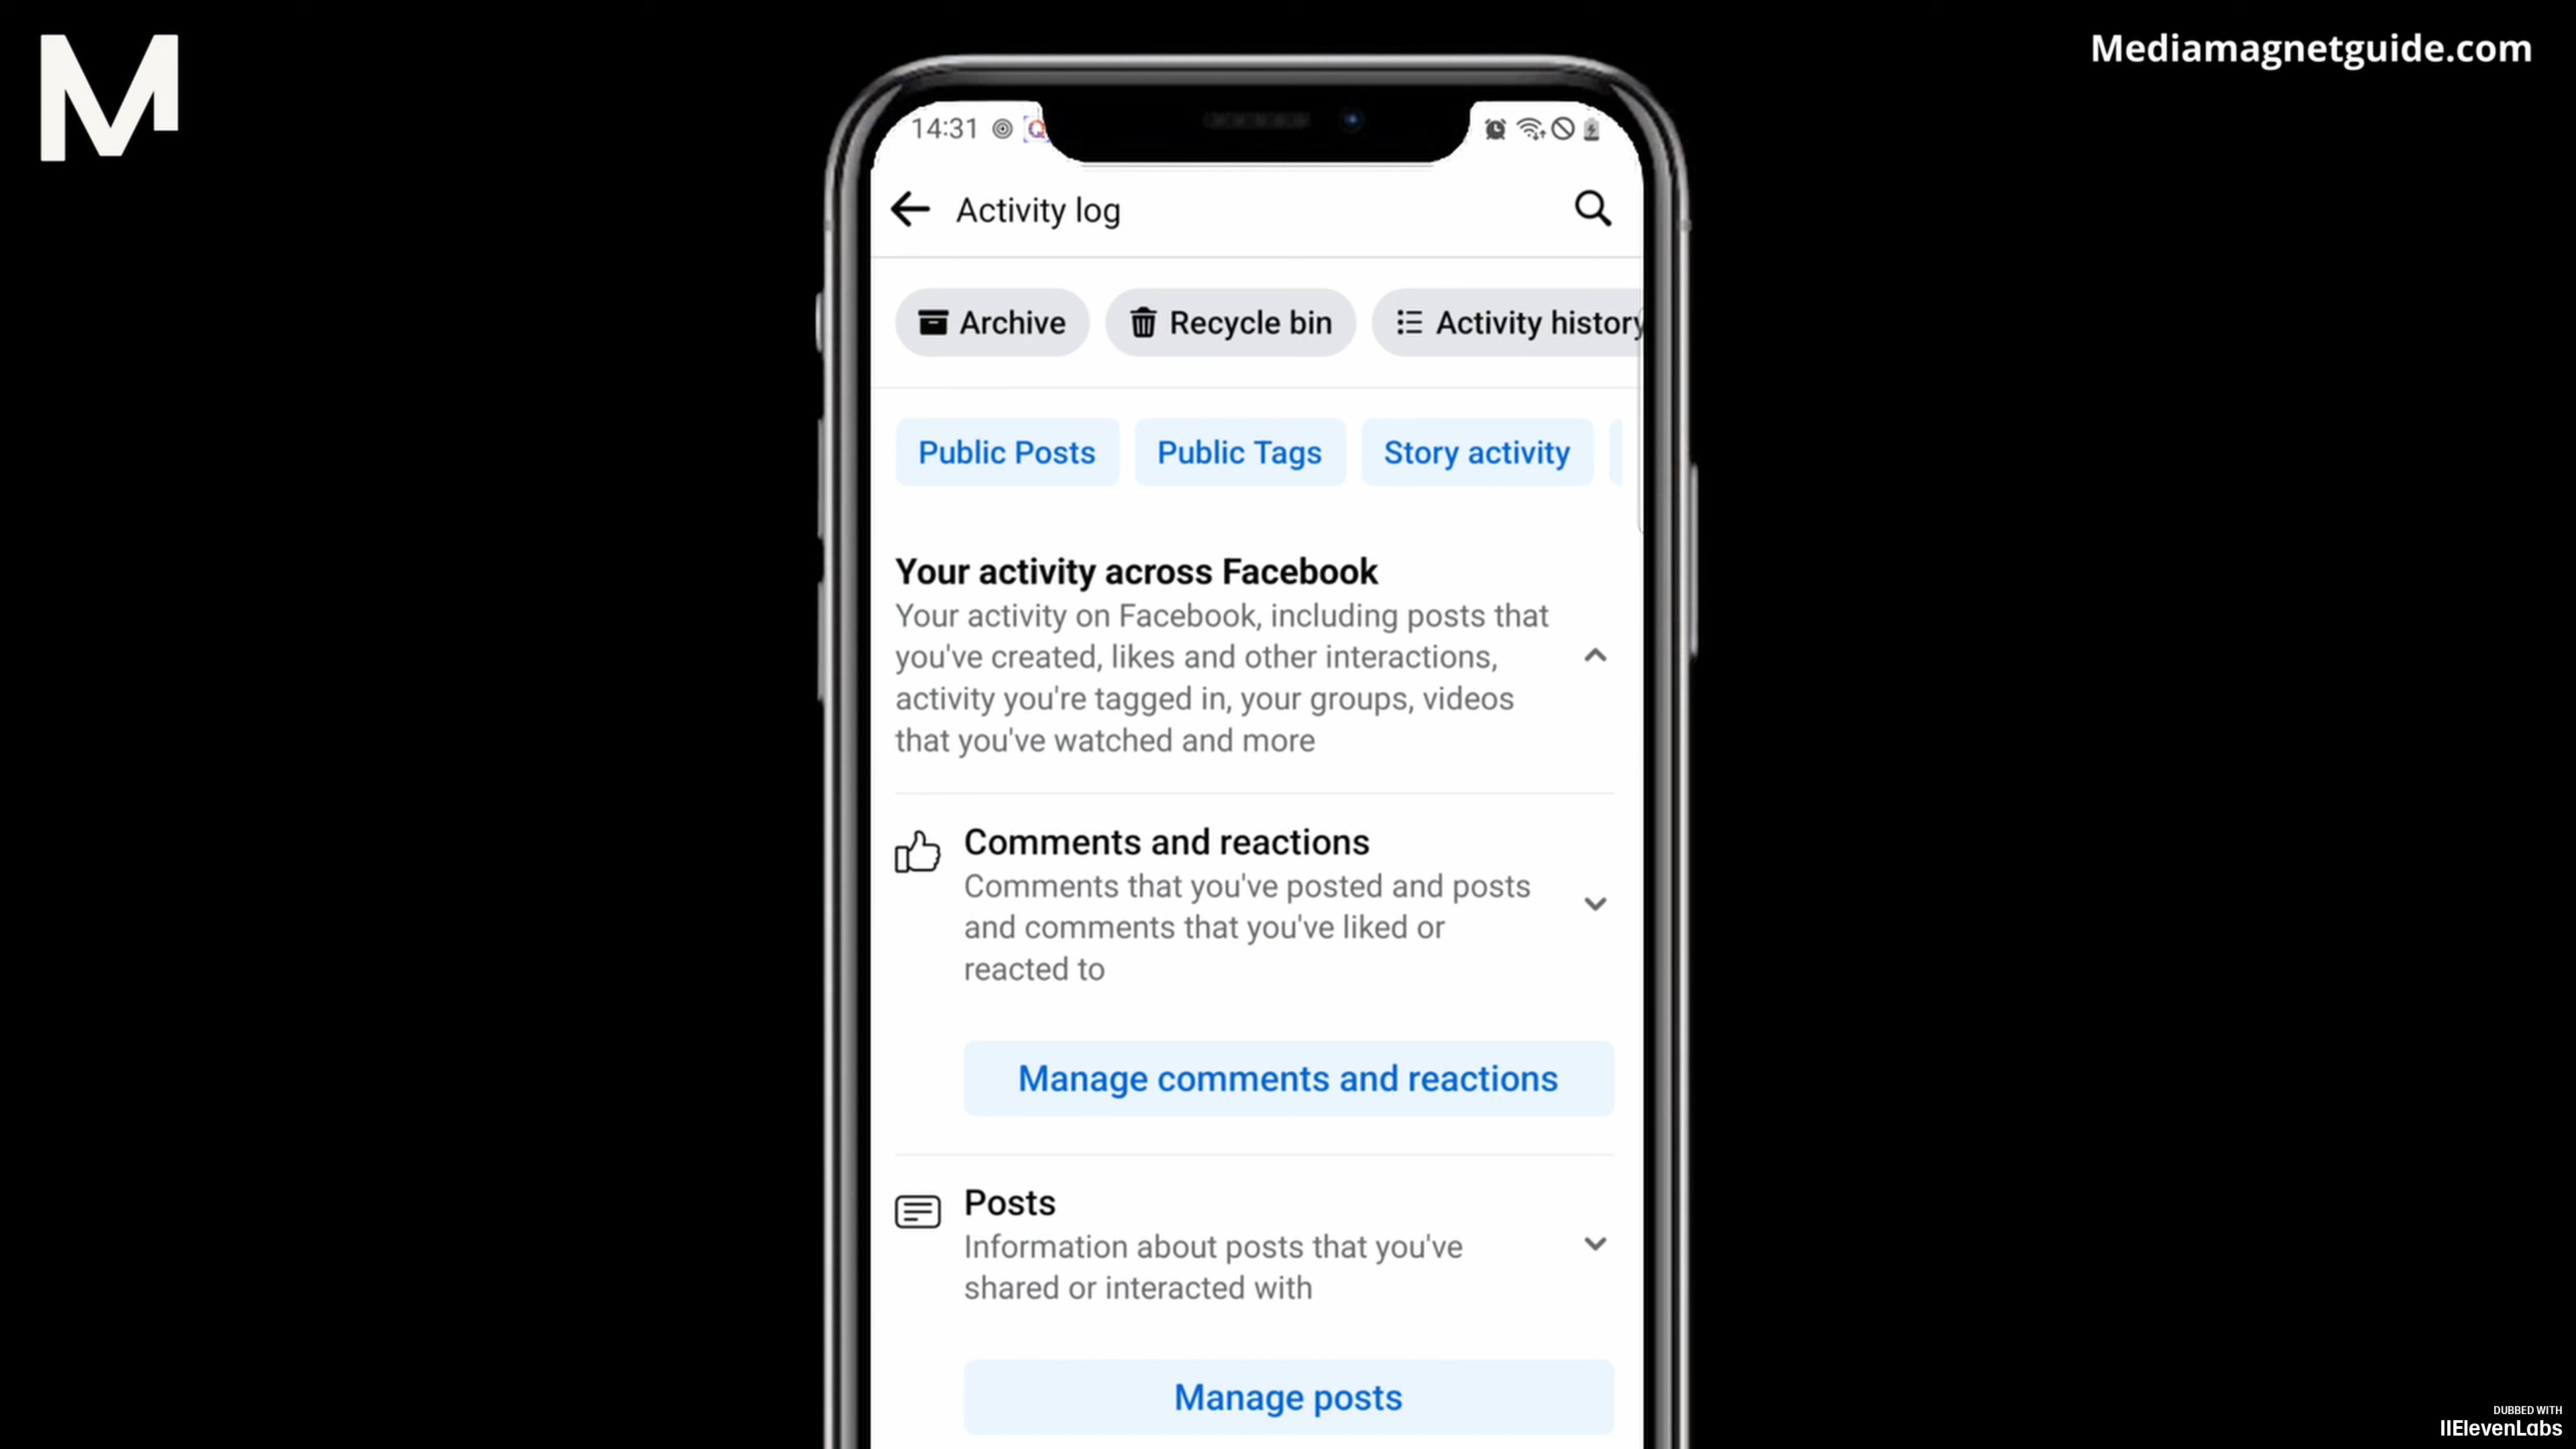 M
Mediamagnetguide.com
14:31
Activity log
Archive
Recycle bin
Activity history
Public Posts
Public Tags
Story activity
Your activity across Facebook
Your activity on Facebook, including posts that
you've created, likes and other interactions,
activity you're tagged in, your groups, videos
that you've watched and more
Comments and reactions
Comments that you've posted and posts
and comments that you've liked or
reacted to
Manage comments and reactions
Posts
Information about posts that you've
shared or interacted with
Manage posts
DUBBED WITH
IIElevenLabs